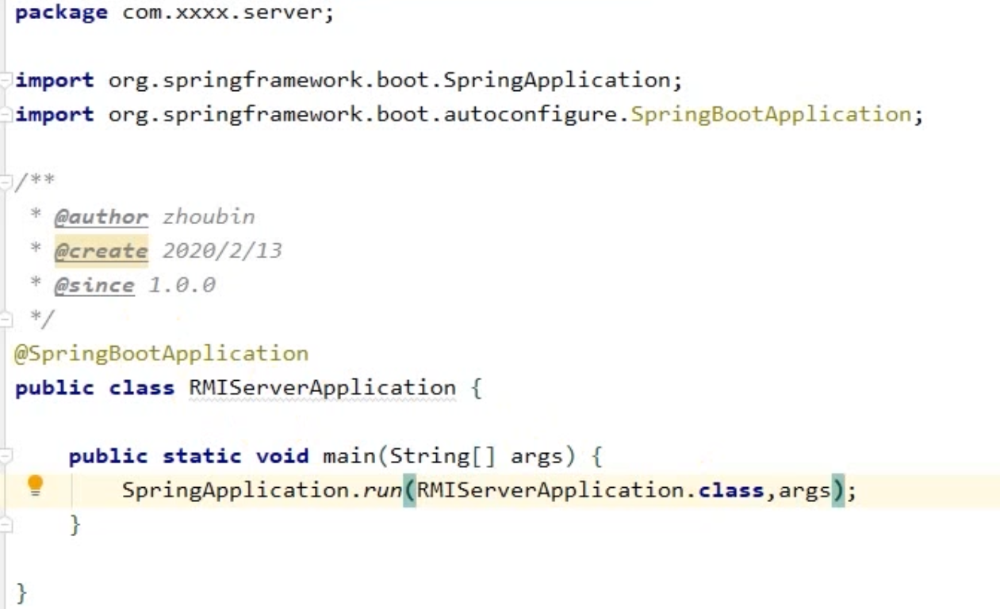 package com.xxxx.server;
import org.springframework.boot.SpringApplication;
import org.springframework.boot.autoconfigure.SpringBootApplication;
/**
 * @author zhoubin
 * @create 2020/2/13
 * @since 1.0.0
 */
@SpringBootApplication
public class RMIServerApplication {
    public static void main(String[] args) {
        SpringApplication.run(RMIServerApplication.class,args);
    }
}